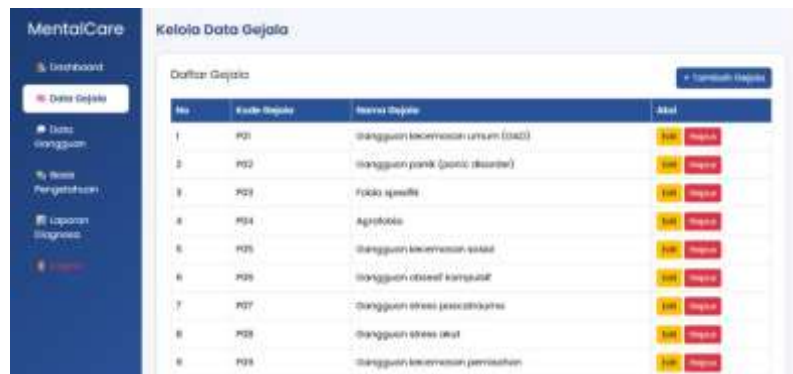 MentalCare
Kelola Data Gejala
Dashboard
Data Gejala
Data
Gangguan
Basis
Pengetahuan
Laporan
Diagnosa
Logout
Daftar Gejala
+ Tambah Gejala
No Kode Gejala Nama Gejala Aksi
1 P01 Gangguan kecemasan umum (GAD) Edit Hapus
2 P02 Gangguan panik (panic disorder) Edit Hapus
3 P03 Fobia spesifik Edit Hapus
4 P04 Agrofobia Edit Hapus
5 P05 Gangguan kecemasan sosial Edit Hapus
6 P06 Gangguan obsesif kompulsif Edit Hapus
7 P07 Gangguan stress pascatrauma Edit Hapus
8 P08 Gangguan stress akut Edit Hapus
9 P09 Gangguan kecemasan pemisahan Edit Hapus